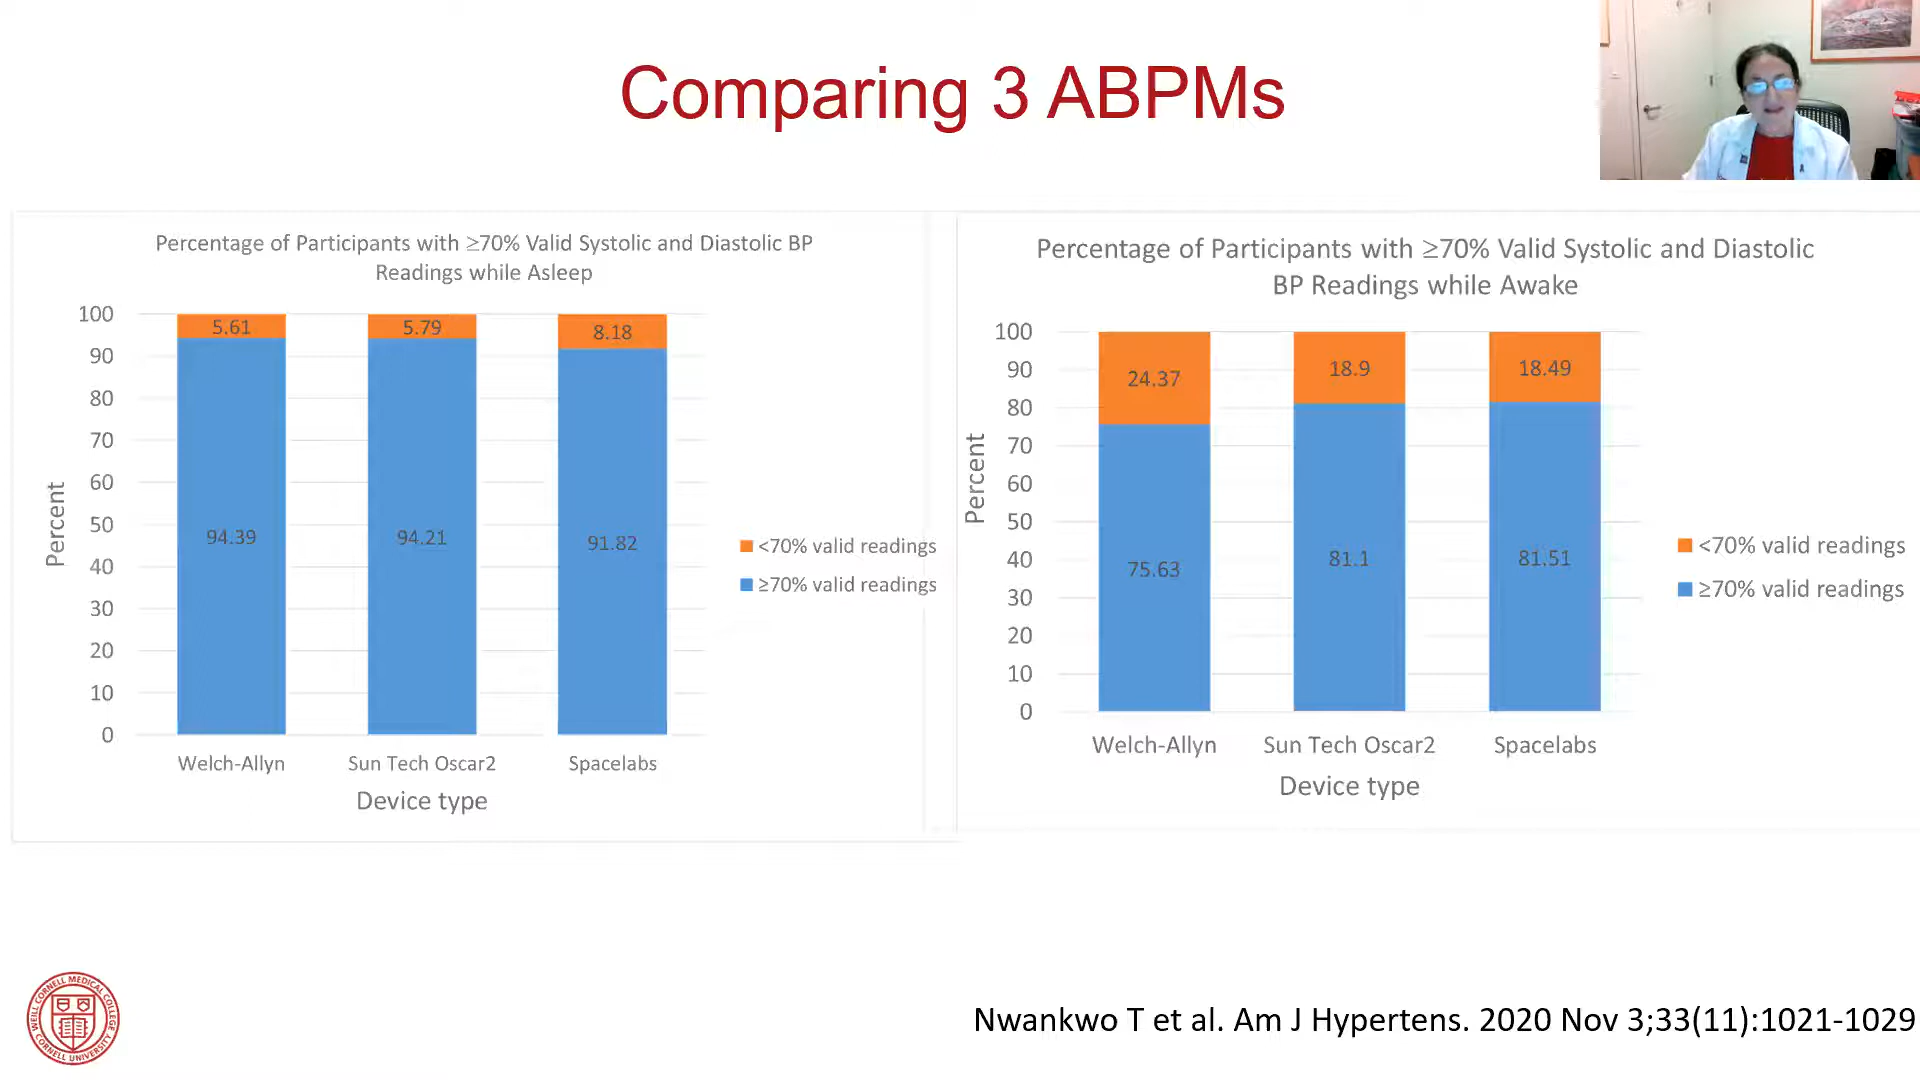 Comparing 3 ABPMs
Percentage of Participants with ≥70% Valid Systolic and Diastolic BP
Readings while Asleep
100
90
80
70
60
50
40
30
20
10
0
Percent
5.61
5.79
8.18
94.39
94.21
91.82
Welch-Allyn
Sun Tech Oscar2
Spacelabs
Device type
<70% valid readings
≥70% valid readings
Percentage of Participants with ≥70% Valid Systolic and Diastolic
BP Readings while Awake
100
90
80
70
60
50
40
30
20
10
0
Percent
24.37
18.9
18.49
75.63
81.1
81.51
Welch-Allyn
Sun Tech Oscar2
Spacelabs
Device type
<70% valid readings
≥70% valid readings
WEILL CORNELL MEDICAL COLLEGE
CORNELL UNIVERSITY
Nwankwo T et al. Am J Hypertens. 2020 Nov 3;33(11):1021-1029